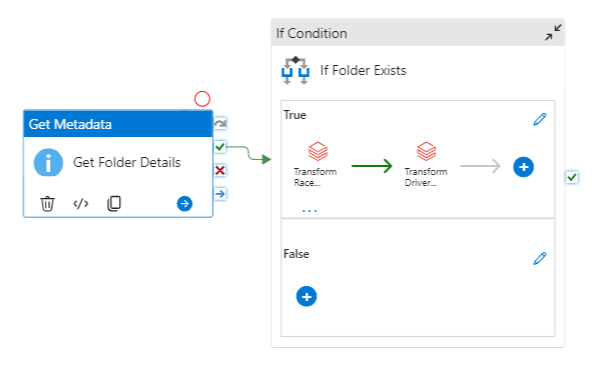 If Condition
If Folder Exists
Get Metadata
Get Folder Details
True
Transform
Race...
Transform
Driver...
...
False